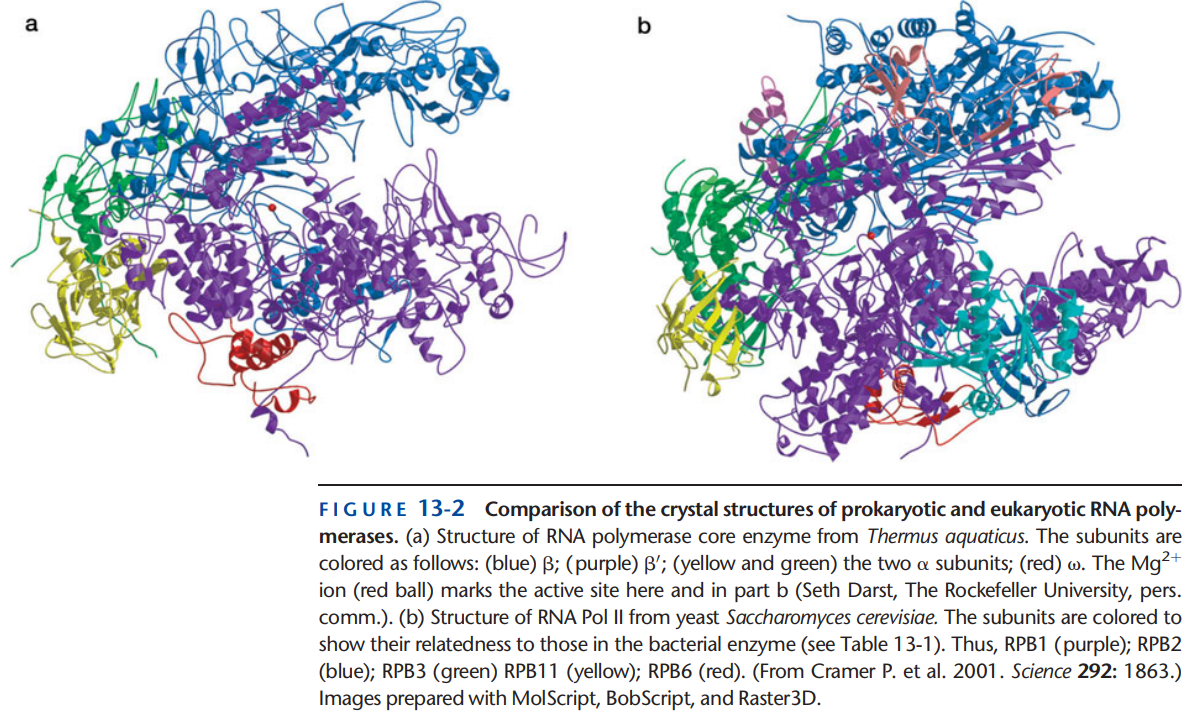 a
b
FIGURE 13-2 Comparison of the crystal structures of prokaryotic and eukaryotic RNA poly-
merases. (a) Structure of RNA polymerase core enzyme from Thermus aquaticus. The subunits are
colored as follows: (blue) β; (purple) β′; (yellow and green) the two α subunits; (red) ω. The Mg²⁺
ion (red ball) marks the active site here and in part b (Seth Darst, The Rockefeller University, pers.
comm.). (b) Structure of RNA Pol II from yeast Saccharomyces cerevisiae. The subunits are colored to
show their relatedness to those in the bacterial enzyme (see Table 13-1). Thus, RPB1 (purple); RPB2
(blue); RPB3 (green) RPB11 (yellow); RPB6 (red). (From Cramer P. et al. 2001. Science 292: 1863.)
Images prepared with MolScript, BobScript, and Raster3D.